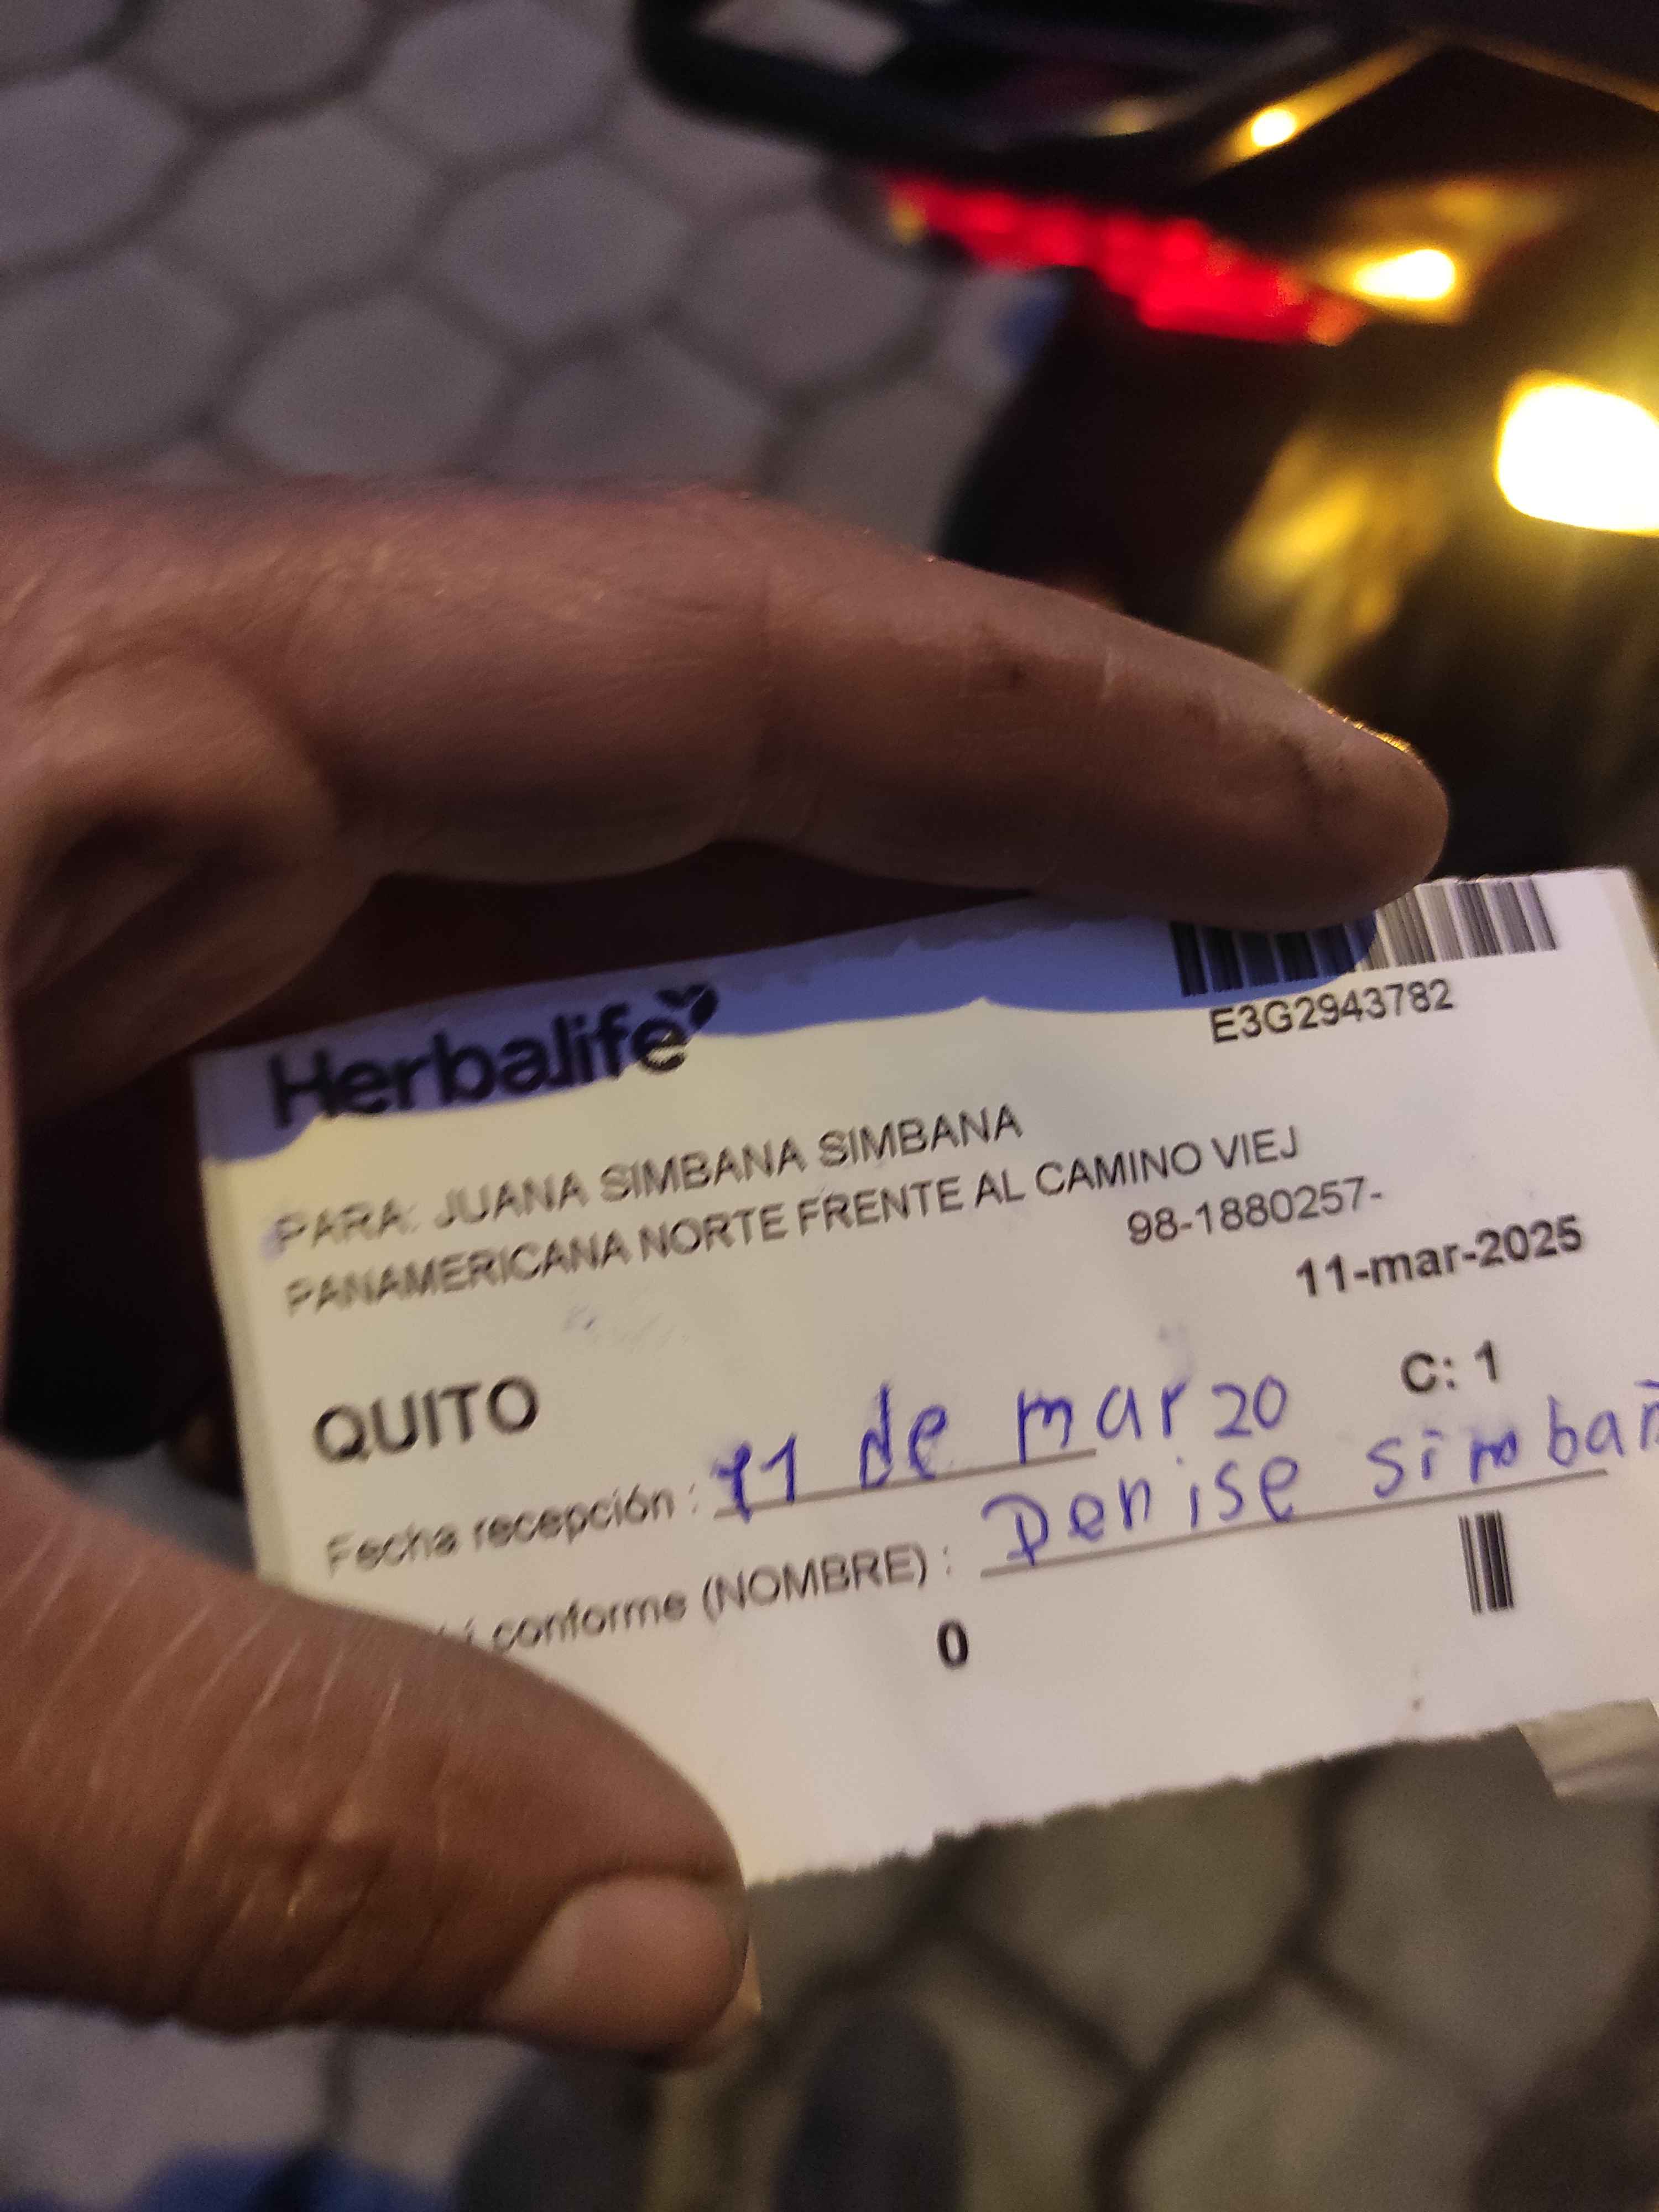 Herbalife
E3G2943782
PARA: JUANA SIMBANA SIMBANA
PANAMERICANA NORTE FRENTE AL CAMINO VIEJ
98-1880257-
11-mar-2025
QUITO
C: 1
Fecha recepción : 11 de marzo
conforme (NOMBRE) : Denise simbañ
0